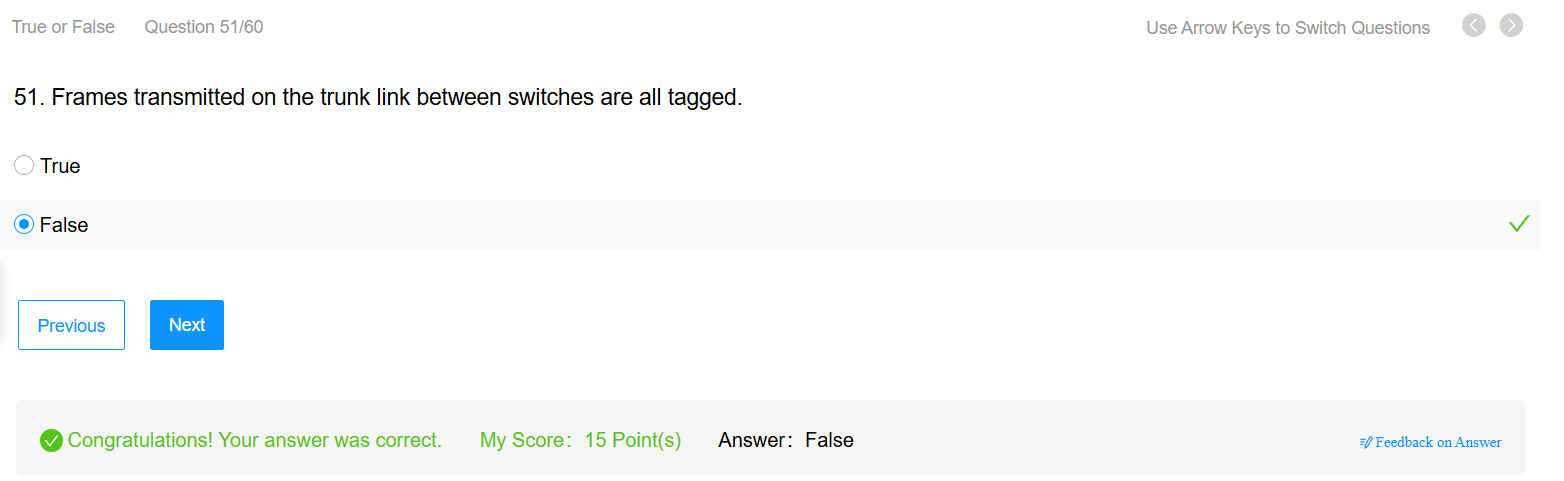 True or False Question 51/60 Use Arrow Keys to Switch Questions
51. Frames transmitted on the trunk link between switches are all tagged.
True
False
Previous Next
Congratulations! Your answer was correct. My Score: 15 Point(s) Answer: False Feedback on Answer